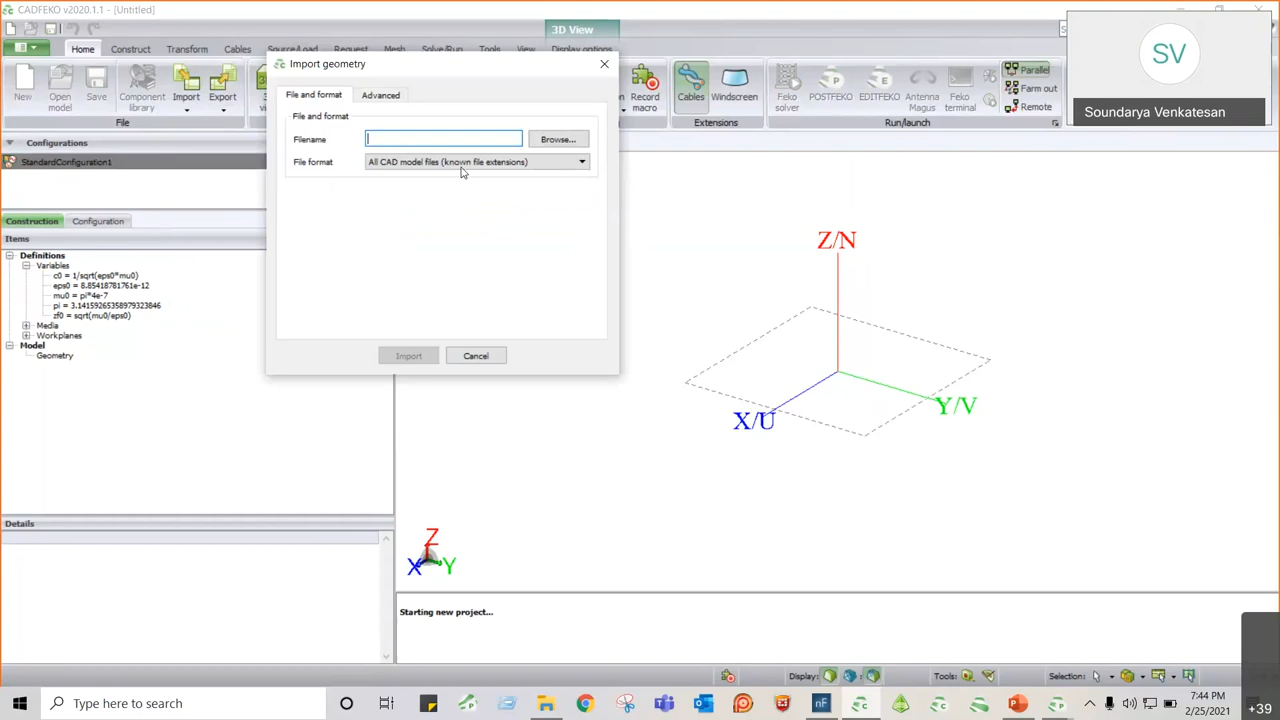 CADFEKO v2020.1.1 - [Untitled]
3D View
Home Construct Transform Cables Source/Load Request Mesh Solve/Run Tools View Display options
New
Open model
Save
Component library
Import
Export
Record macro
Cables
Windscreen
Feko solver
POSTFEKO
EDITFEKO
Antenna Magus
Feko terminal
Parallel
Farm out
Remote
File
Extensions
Run/launch
SV
Soundarya Venkatesan
Configurations
StandardConfiguration1
Construction Configuration
Items
Definitions
Variables
c0 = 1/sqrt(eps0*mu0)
eps0 = 8.85418781761e-12
mu0 = pi*4e-7
pi = 3.14159265358979323846
zf0 = sqrt(mu0/eps0)
Media
Workplanes
Model
Geometry
Details
Import geometry
File and format Advanced
File and format
Filename Browse...
File format All CAD model files (known file extensions)
Import Cancel
Z/N
X/U
Y/V
Z
X
Y
Starting new project...
Display: Tools: Selection:
Type here to search
nF
7:44 PM
2/25/2021
+39